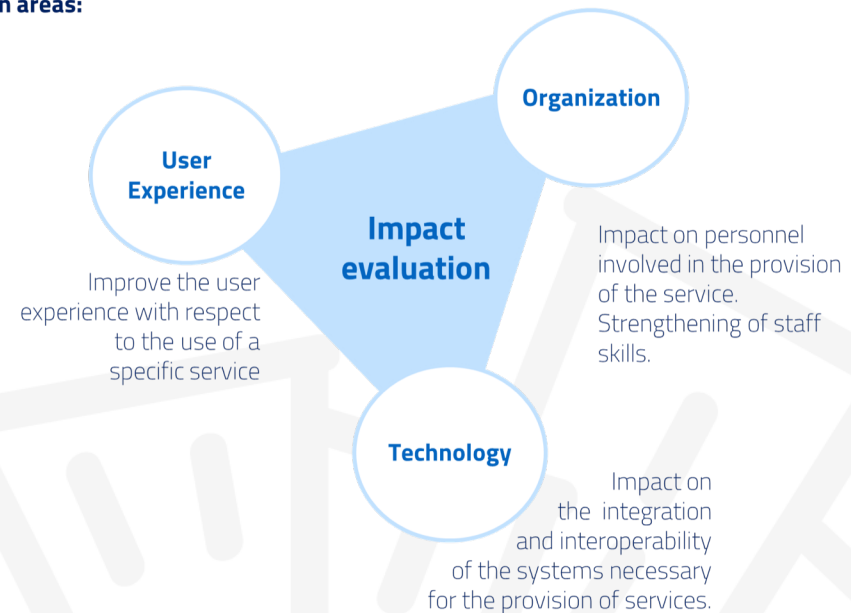 areas:
Organization
User
Experience
Impact
evaluation
Improve the user
experience with respect
to the use of a
specific service
Impact on personnel
involved in the provision
of the service.
Strengthening of staff
skills.
Technology
Impact on
the integration
and interoperability
of the systems necessary
for the provision of services.